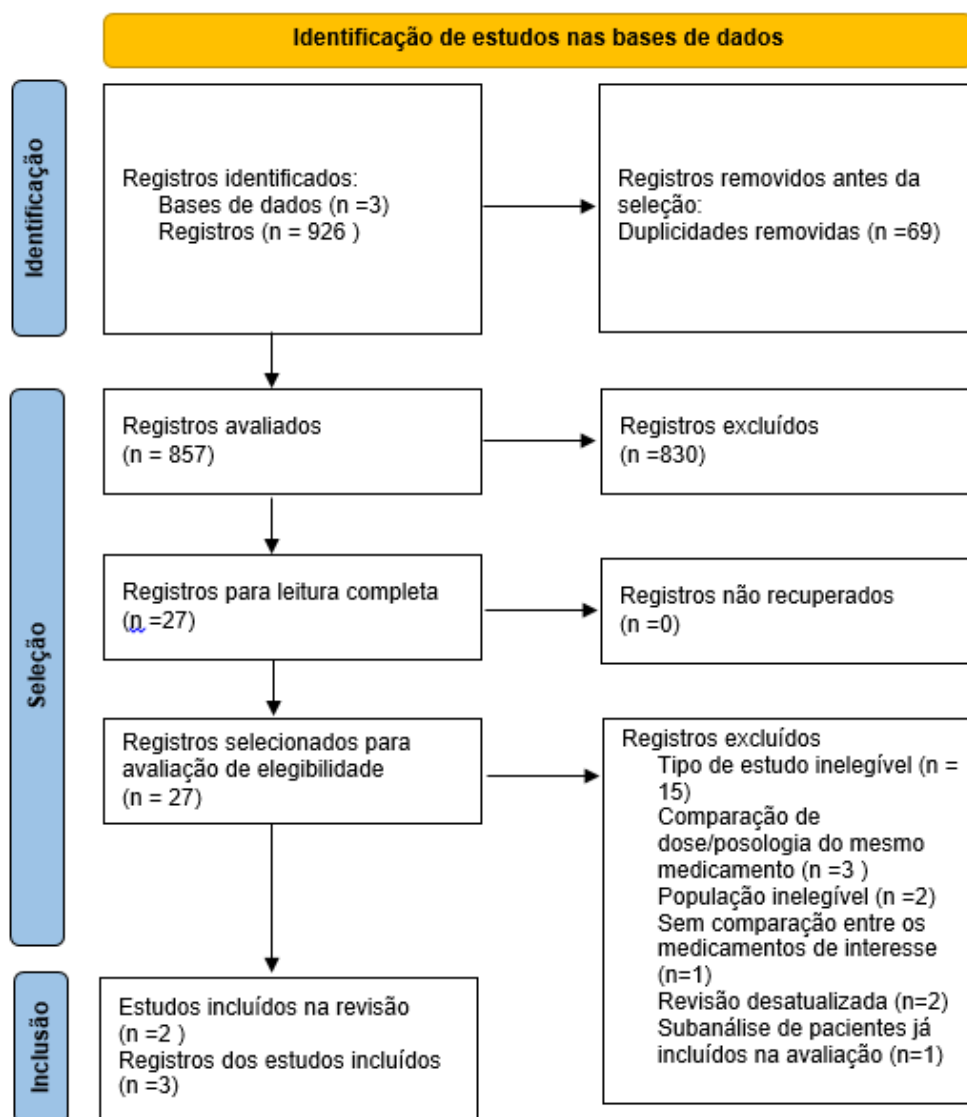 Identificação de estudos nas bases de dados
Identificação
Registros identificados:
Bases de dados (n =3)
Registros (n = 926 )
Registros removidos antes da
seleção:
Duplicidades removidas (n =69)
Seleção
Registros avaliados
(n = 857)
Registros excluídos
(n =830)
Registros para leitura completa
(n =27)
Registros não recuperados
(n =0)
Registros selecionados para
avaliação de elegibilidade
(n = 27)
Registros excluídos
Tipo de estudo inelegível (n =
15)
Comparação de
dose/posologia do mesmo
medicamento (n =3 )
População inelegível (n =2)
Sem comparação entre os
medicamentos de interesse
(n=1)
Revisão desatualizada (n=2)
Subanálise de pacientes já
incluídos na avaliação (n=1)
Inclusão
Estudos incluídos na revisão
(n =2 )
Registros dos estudos incluídos
(n =3)